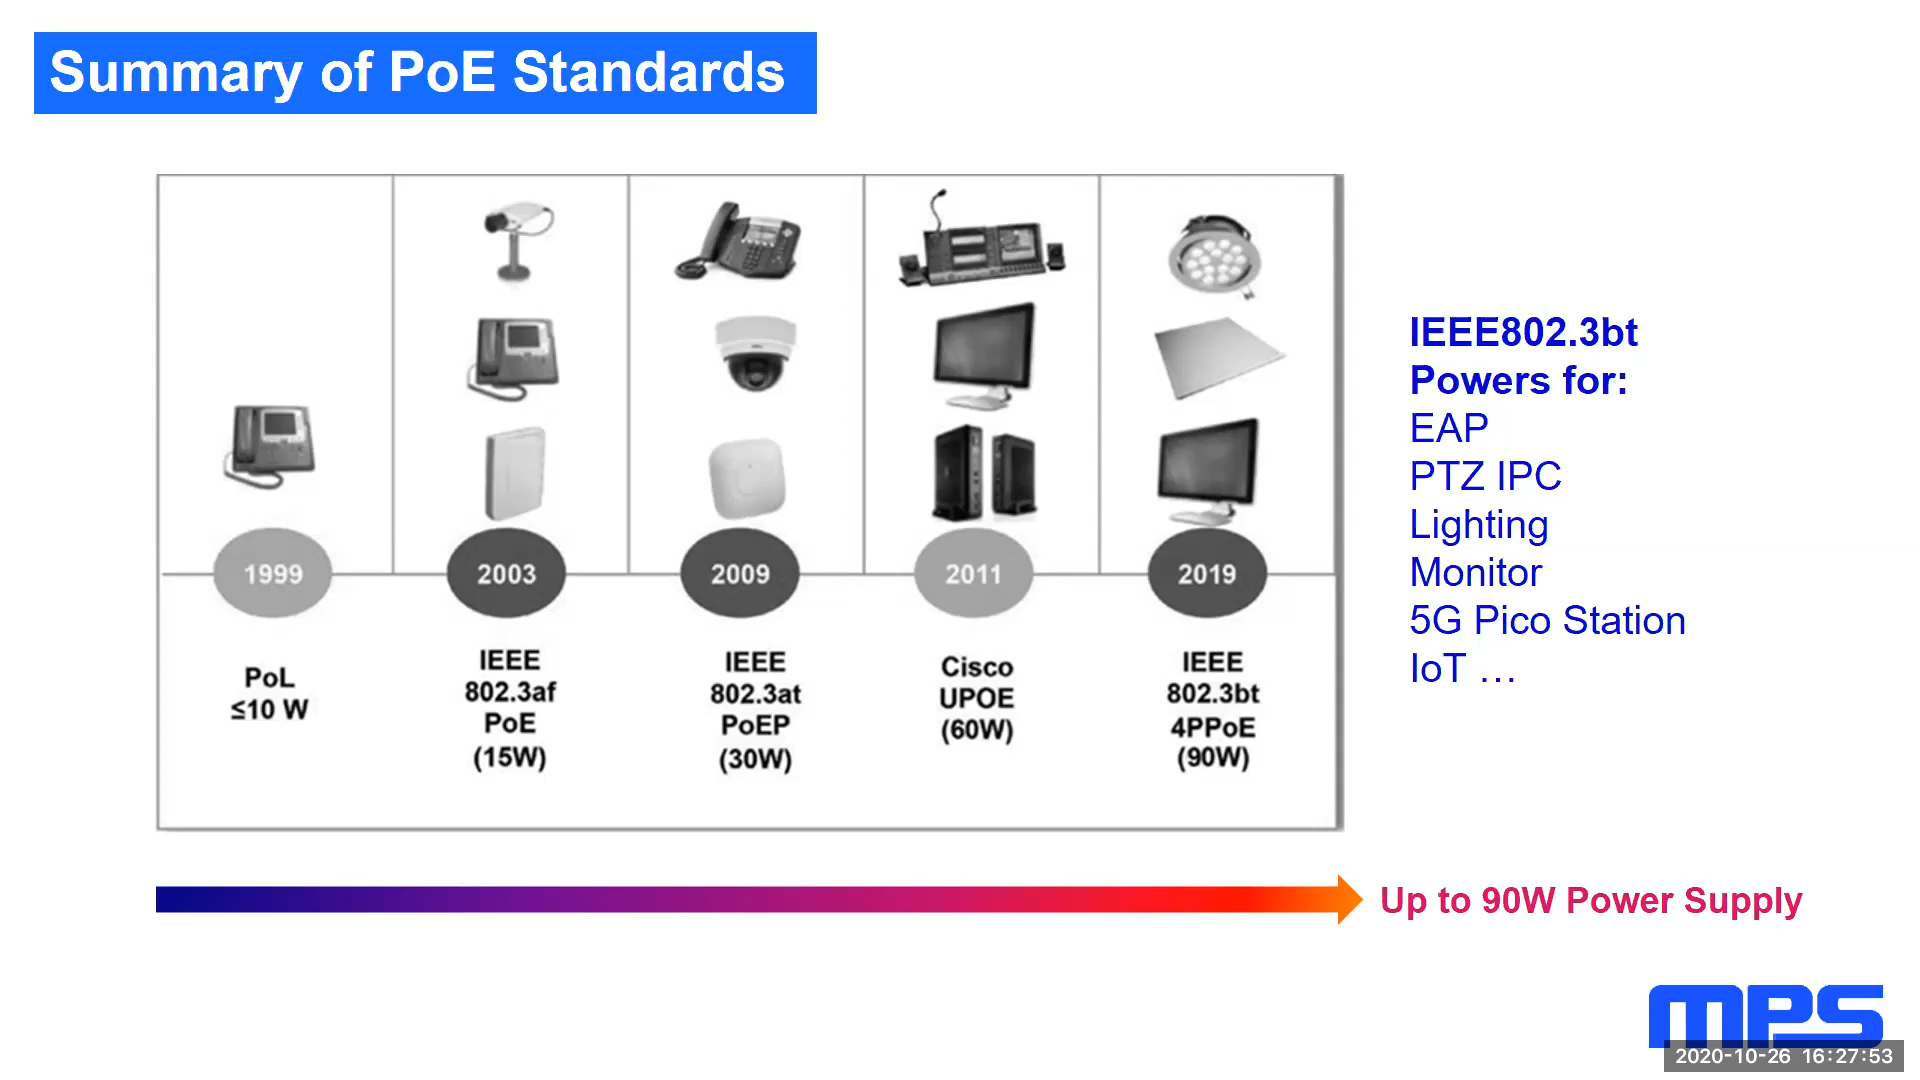 Summary of PoE Standards
1999
2003
2009
2011
2019
PoL
≤10 W
IEEE
802.3af
PoE
(15W)
IEEE
802.3at
PoEP
(30W)
Cisco
UPOE
(60W)
IEEE
802.3bt
4PPoE
(90W)
IEEE802.3bt
Powers for:
EAP
PTZ IPC
Lighting
Monitor
5G Pico Station
IoT …
Up to 90W Power Supply
mPS
2020-10-26 16:27:53